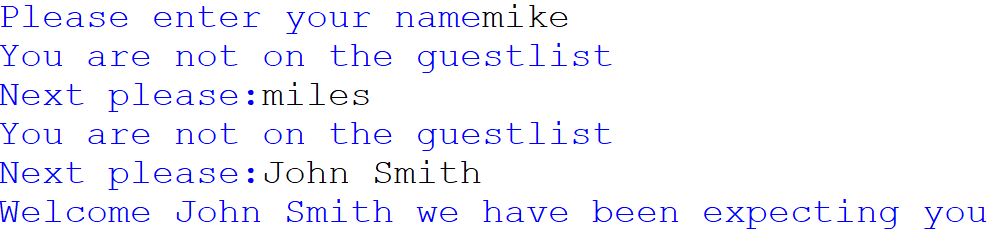 Please enter your namemike
You are not on the guestlist
Next please:miles
You are not on the guestlist
Next please:John Smith
Welcome John Smith we have been expecting you